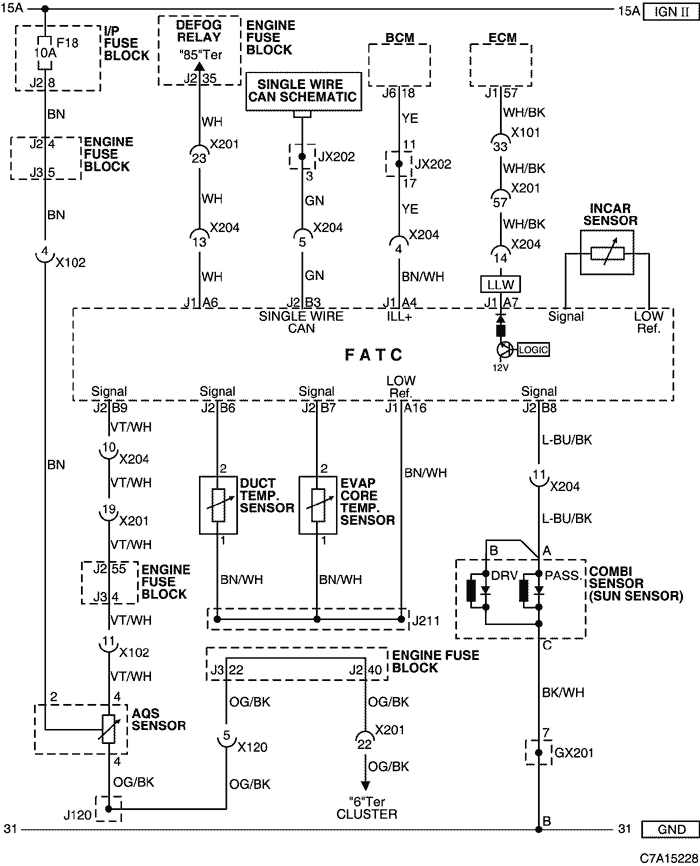 15A
15A IGN II
I/P FUSE BLOCK
F18
10A
J2 8
DEFOG RELAY
"85"Ter
J2 35
ENGINE FUSE BLOCK
SINGLE WIRE CAN SCHEMATIC
BCM
J6 18
ECM
J1 57
BN
WH
YE
WH/BK
J2 4
J3 5
ENGINE FUSE BLOCK
23 X201
JX202
3
11
JX202
17
33 X101
WH/BK
57 X201
BN
WH
GN
YE
WH/BK
INCAR SENSOR
4 X102
13 X204
5 X204
4 X204
14 X204
WH
GN
BN/WH
LLW
J1 A6
J2 B3
J1 A4
J1 A7
SINGLE WIRE CAN
ILL+
Signal
LOW Ref.
FATC
LOGIC
12V
Signal
Signal
Signal
LOW Ref.
Signal
J2 B9
J2 B6
J2 B7
J1 A16
J2 B8
VT/WH
10 X204
VT/WH
L-BU/BK
BN
2
DUCT TEMP. SENSOR
1
2
EVAP CORE TEMP. SENSOR
1
BN/WH
11 X204
19 X201
VT/WH
L-BU/BK
J2 55
J3 4
ENGINE FUSE BLOCK
BN/WH
BN/WH
B
A
DRV
PASS.
COMBI SENSOR (SUN SENSOR)
C
VT/WH
J211
11 X102
VT/WH
J3 22
J2 40
ENGINE FUSE BLOCK
2
4
AQS SENSOR
4
OG/BK
OG/BK
BK/WH
5 X120
22 X201
7
GX201
OG/BK
OG/BK
OG/BK
J120
"6"Ter CLUSTER
B
31
31 GND
C7A15228